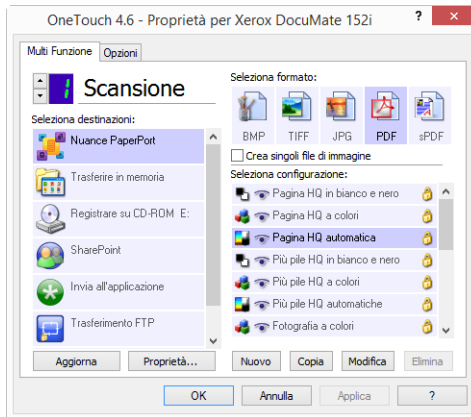 OneTouch 4.6 - Proprietà per Xerox DocuMate 152i
?
Multi Funzione
Opzioni
1 Scansione
Seleziona destinazioni:
Nuance PaperPort
Trasferire in memoria
Registrare su CD-ROM E:
SharePoint
Invia all'applicazione
Trasferimento FTP
Aggiorna
Proprietà...
Seleziona formato:
BMP TIFF JPG PDF sPDF
Crea singoli file di immagine
Seleziona configurazione:
Pagina HQ in bianco e nero
Pagina HQ a colori
Pagina HQ automatica
Più pile HQ in bianco e nero
Più pile HQ a colori
Più pile HQ automatiche
Fotografia a colori
Nuovo Copia Modifica Elimina
OK Annulla Applica ?